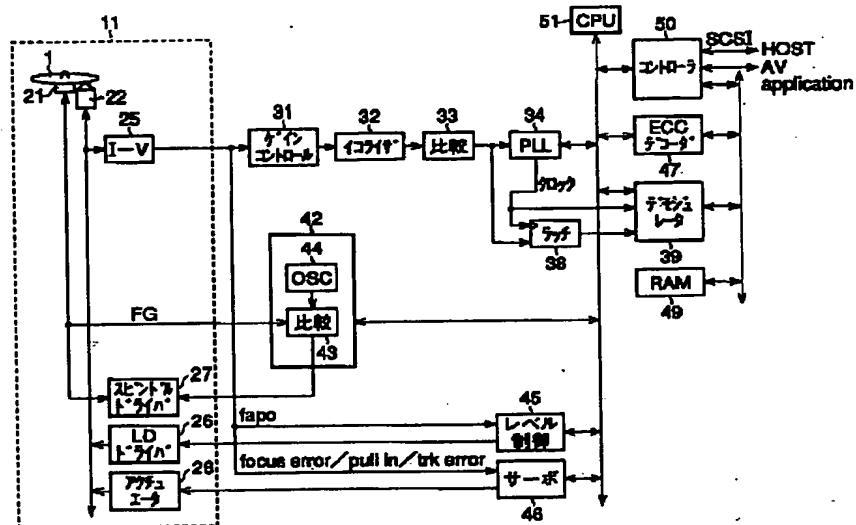 11
51
CPU
50
SCSI
HOST
AV
application
コントローラ
1
21
22
25
I-V
31
ゲイン
コントロール
32
イコライザ
33
比較
34
PLL
クロック
ECC
デコーダ
47
デモジュ
レータ
39
ラッチ
38
RAM
49
42
44
OSC
比較
43
FG
スピンドル
ドライバ
27
fapo
LD
ドライバ
26
45
レベル
制御
focus error/pull in/trk error
アクチュ
エータ
28
サーボ
46